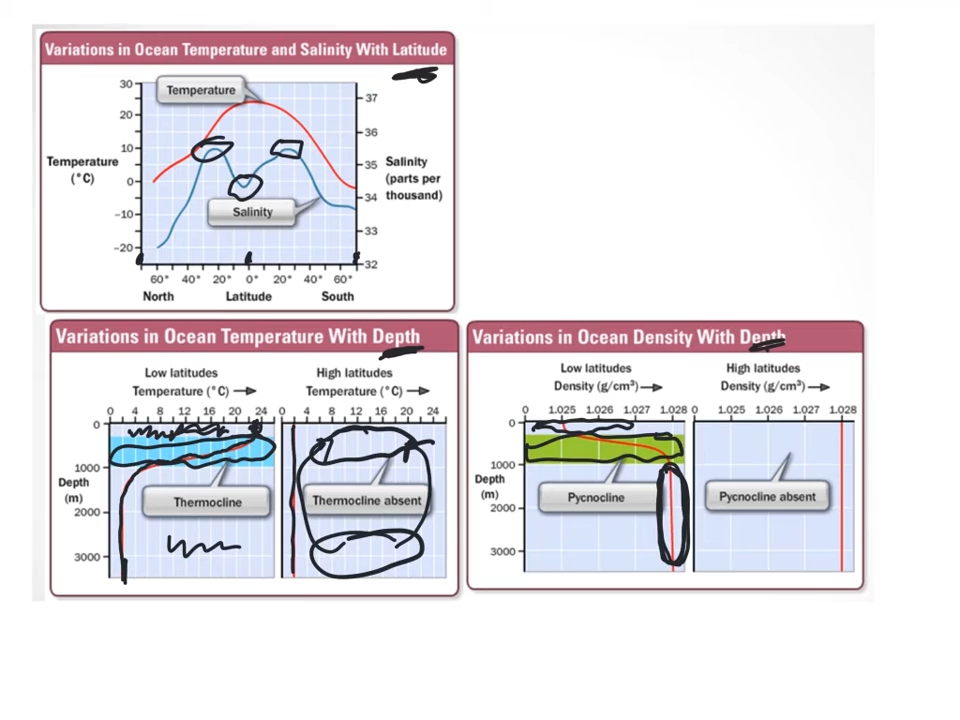 Variations in Ocean Temperature and Salinity With Latitude
Temperature
30
20
10
0
-10
-20
Temperature
(°C)
37
36
35
34
33
32
Salinity
(parts per
thousand)
Salinity
60° 40° 20° 0° 20° 40° 60°
North Latitude South
Variations in Ocean Temperature With Depth
Low latitudes
Temperature (°C)
High latitudes
Temperature (°C)
0 4 8 12 16 20 24
0 4 8 12 16 20 24
0
1000
Depth
(m)
2000
3000
Thermocline
Thermocline absent
Variations in Ocean Density With Depth
Low latitudes
Density (g/cm³)
High latitudes
Density (g/cm³)
0 1.025 1.026 1.027 1.028
0 1.025 1.026 1.027 1.028
0
1000
Depth
(m)
2000
3000
Pycnocline
Pycnocline absent